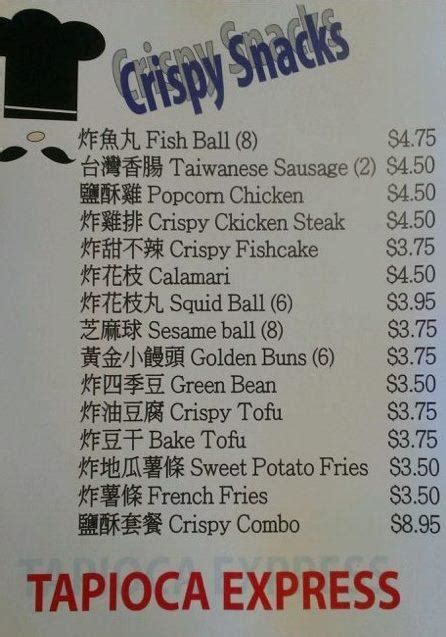 Crispy Snacks
炸魚丸 Fish Ball (8) $4.75
台灣香腸 Taiwanese Sausage (2) $4.50
鹽酥雞 Popcorn Chicken $4.50
炸雞排 Crispy Ckicken Steak $4.50
炸甜不辣 Crispy Fishcake $3.75
炸花枝 Calamari $4.50
炸花枝丸 Squid Ball (6) $3.95
芝麻球 Sesame ball (8) $3.75
黃金小饅頭 Golden Buns (6) $3.75
炸四季豆 Green Bean $3.50
炸油豆腐 Crispy Tofu $3.75
炸豆干 Bake Tofu $3.75
炸地瓜薯條 Sweet Potato Fries $3.50
炸薯條 French Fries $3.50
鹽酥套餐 Crispy Combo $8.95
TAPIOCA EXPRESS